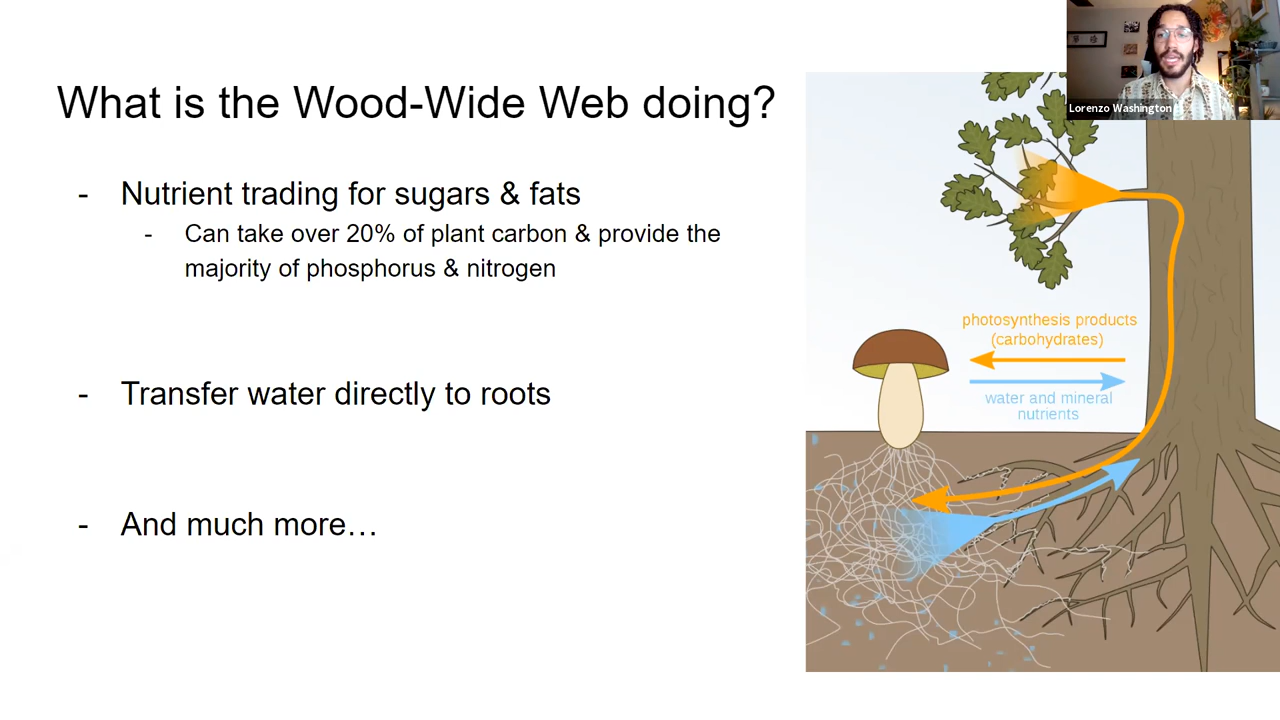 What is the Wood-Wide Web doing?
- Nutrient trading for sugars & fats
- Can take over 20% of plant carbon & provide the
majority of phosphorus & nitrogen
- Transfer water directly to roots
- And much more…
Lorenzo Washington
photosynthesis products
(carbohydrates)
water and mineral
nutrients